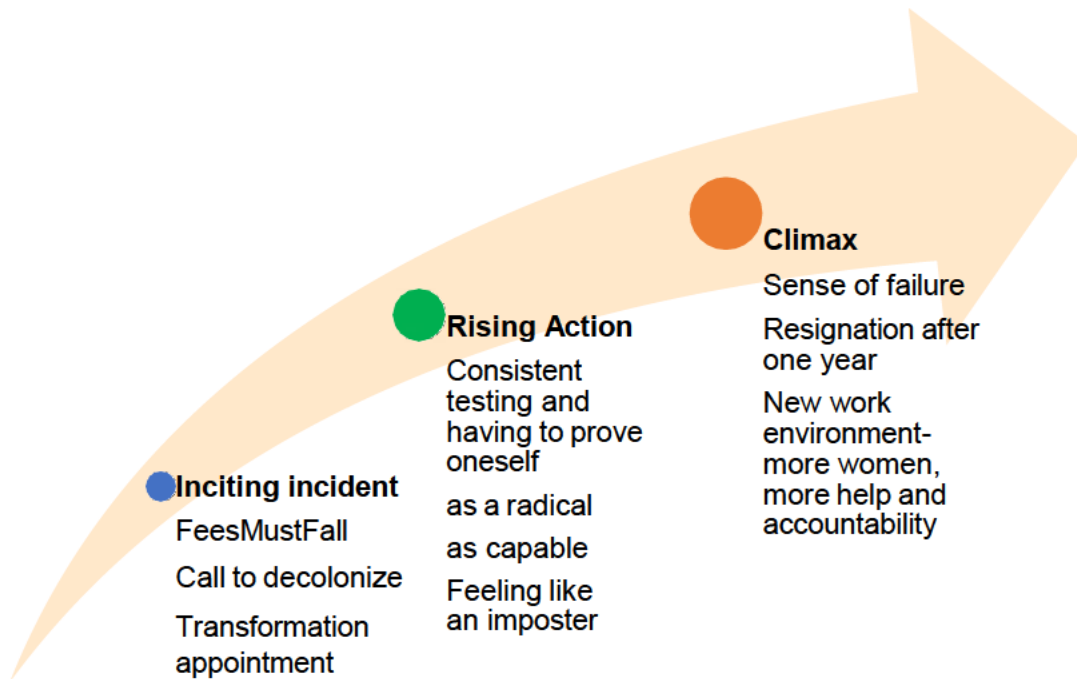 Inciting incident
FeesMustFall
Call to decolonize
Transformation
appointment
Rising Action
Consistent
testing and
having to prove
oneself
as a radical
as capable
Feeling like
an imposter
Climax
Sense of failure
Resignation after
one year
New work
environment-
more women,
more help and
accountability